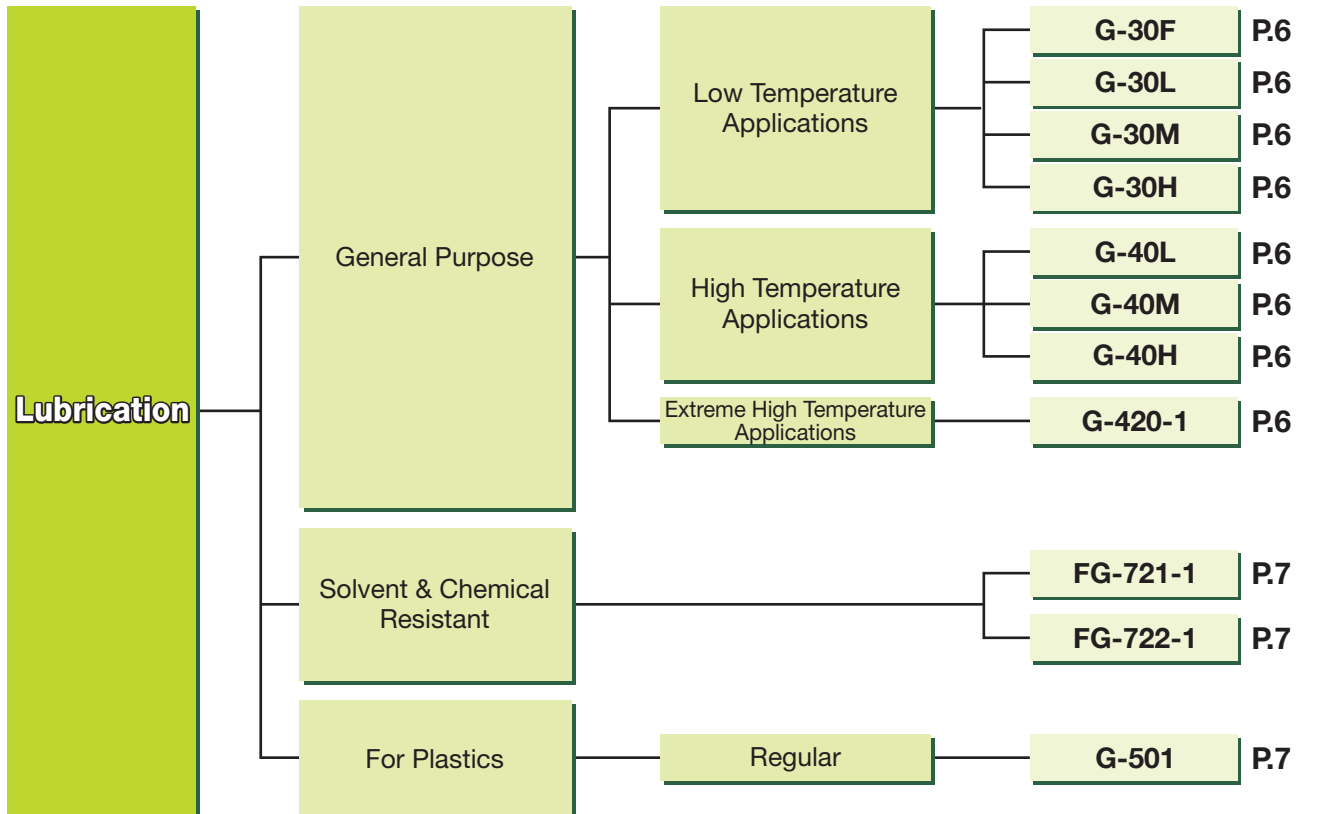 Lubrication
General Purpose
Low Temperature
Applications
G-30F P.6
G-30L P.6
G-30M P.6
G-30H P.6
High Temperature
Applications
G-40L P.6
G-40M P.6
G-40H P.6
Extreme High Temperature
Applications
G-420-1 P.6
Solvent & Chemical
Resistant
FG-721-1 P.7
FG-722-1 P.7
For Plastics
Regular
G-501 P.7